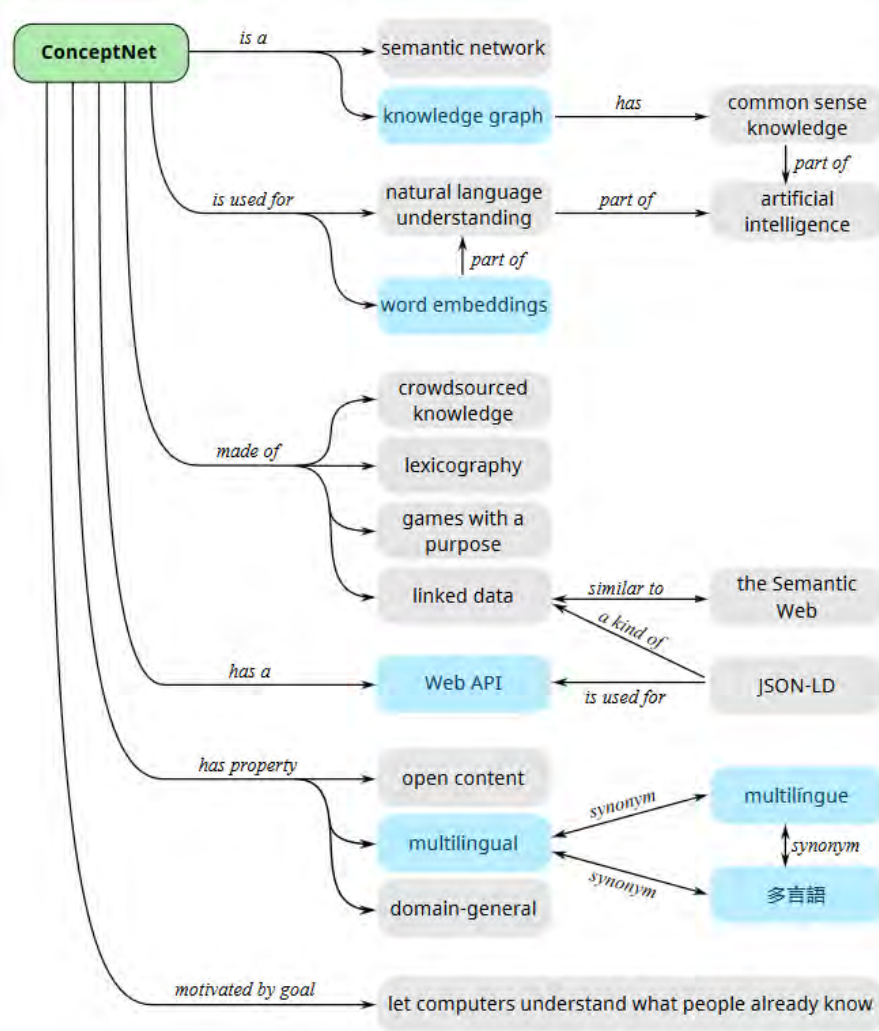 ConceptNet
is a
semantic network
knowledge graph
has
common sense
knowledge
part of
is used for
natural language
understanding
part of
artificial
intelligence
part of
word embeddings
crowdsourced
knowledge
made of
lexicography
games with a
purpose
linked data
similar to
the Semantic
Web
a kind of
has a
Web API
is used for
JSON-LD
has property
open content
synonym
multilingüe
multilingual
synonym
synonym
多言語
domain-general
motivated by goal
let computers understand what people already know